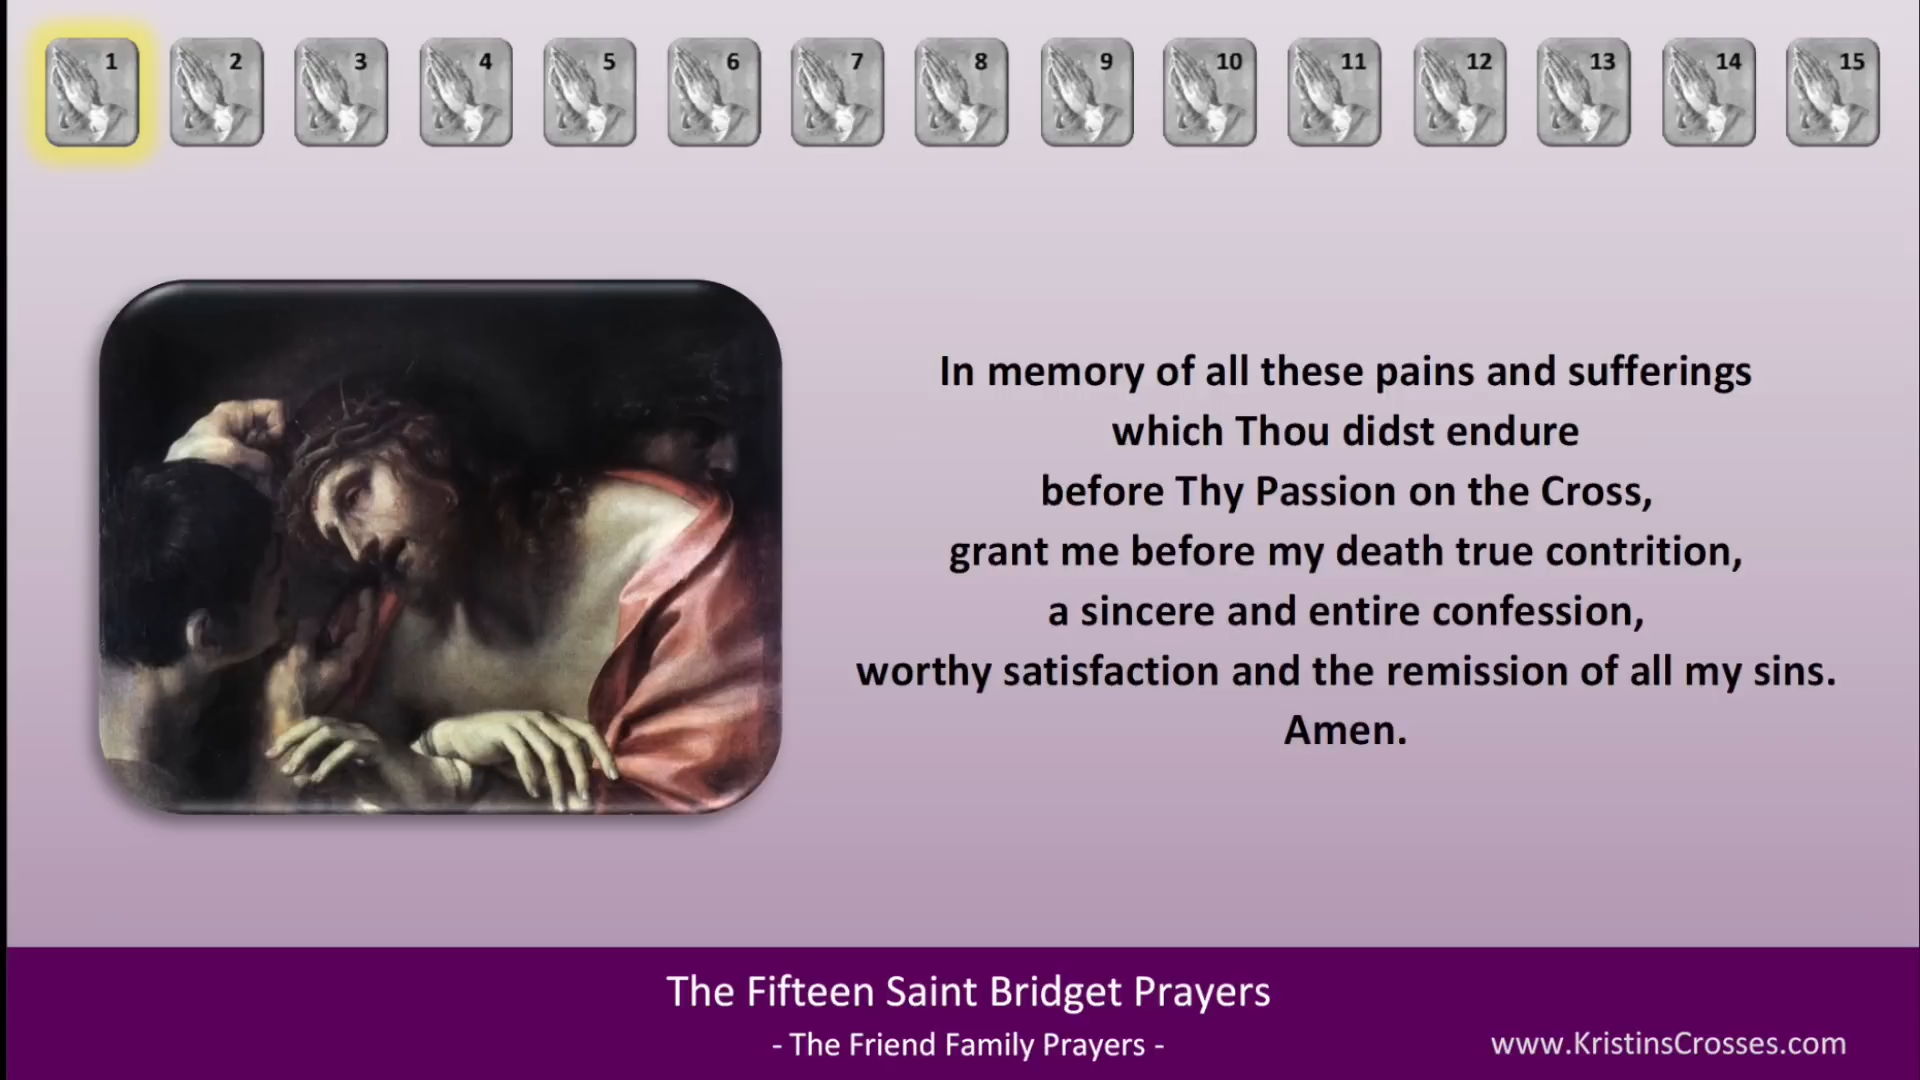 1 2 3 4 5 6 7 8 9 10 11 12 13 14 15
In memory of all these pains and sufferings
which Thou didst endure
before Thy Passion on the Cross,
grant me before my death true contrition,
a sincere and entire confession,
worthy satisfaction and the remission of all my sins.
Amen.
The Fifteen Saint Bridget Prayers
- The Friend Family Prayers -
www.KristinsCrosses.com